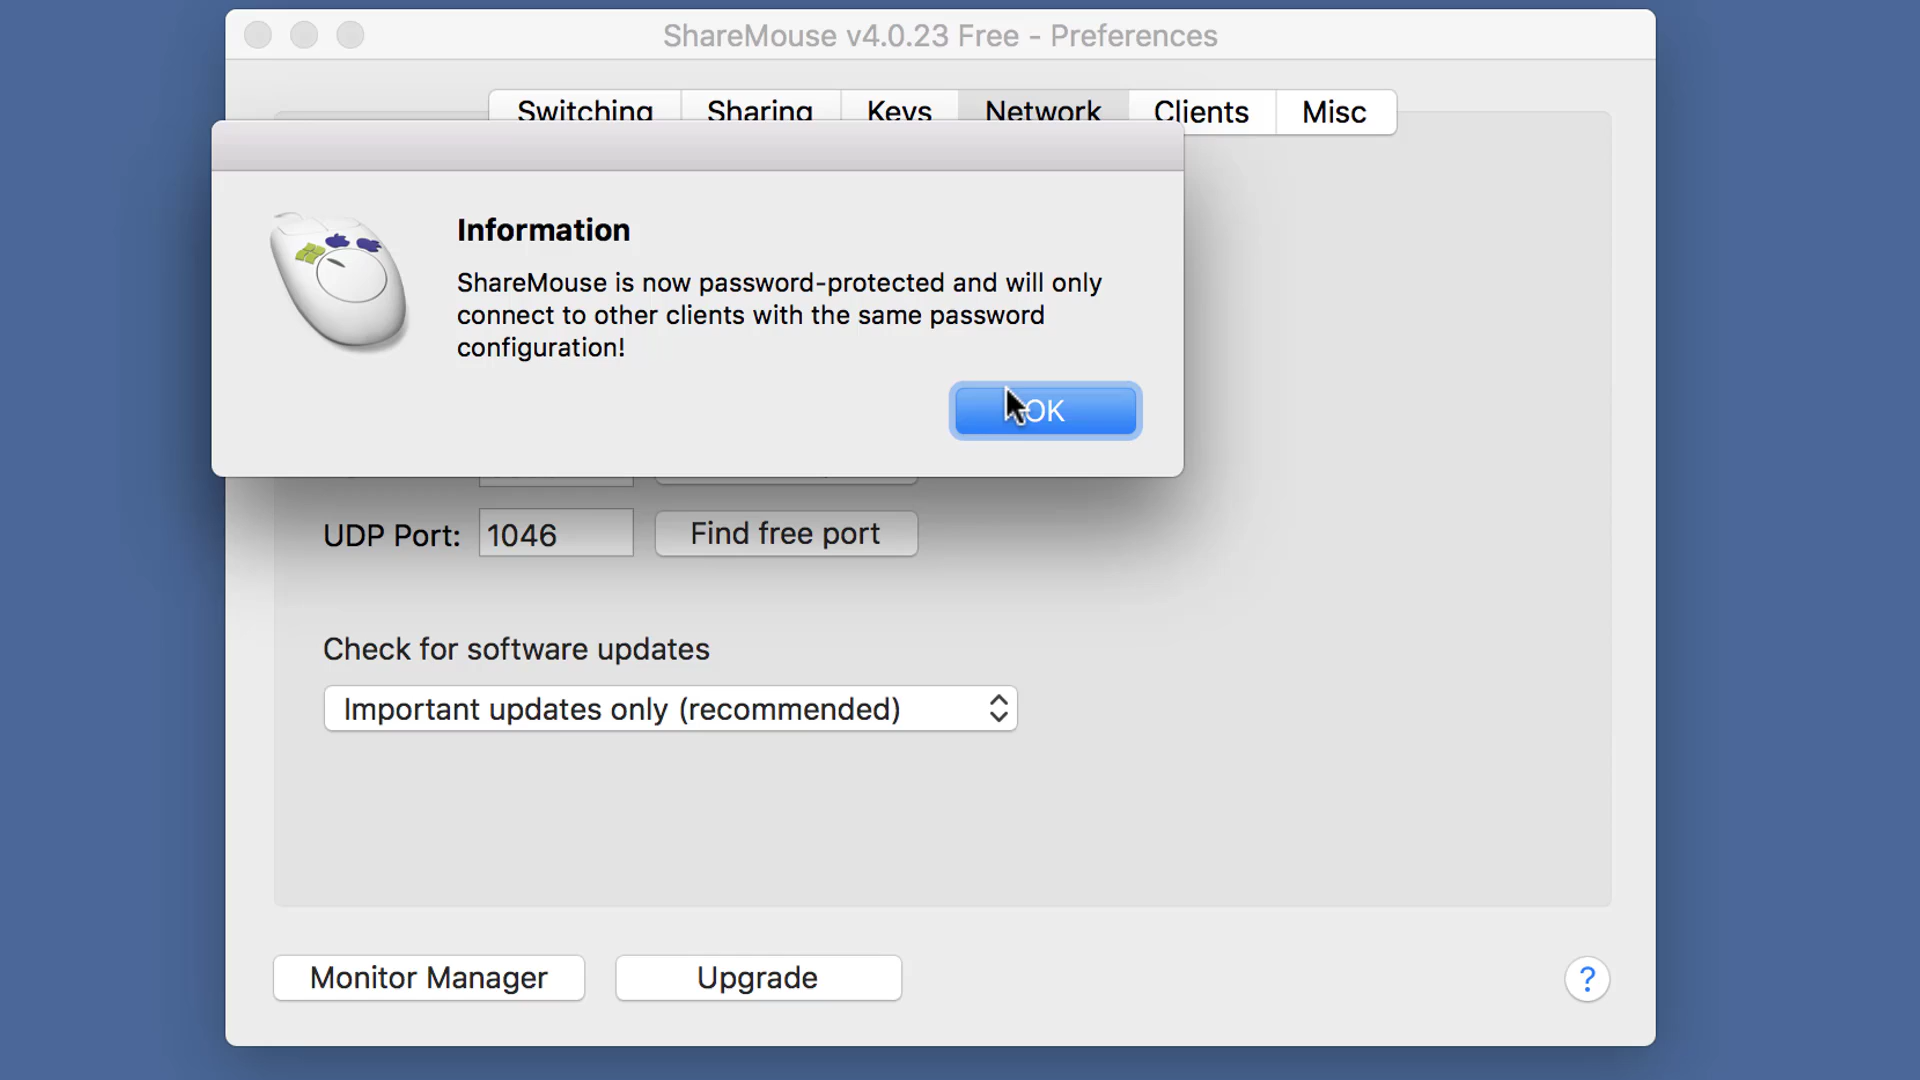 ShareMouse v4.0.23 Free - Preferences
Switching Sharing Keys Network Clients Misc
Information
ShareMouse is now password-protected and will only
connect to other clients with the same password
configuration!
OK
UDP Port: 1046 Find free port
Check for software updates
Important updates only (recommended)
Monitor Manager Upgrade ?